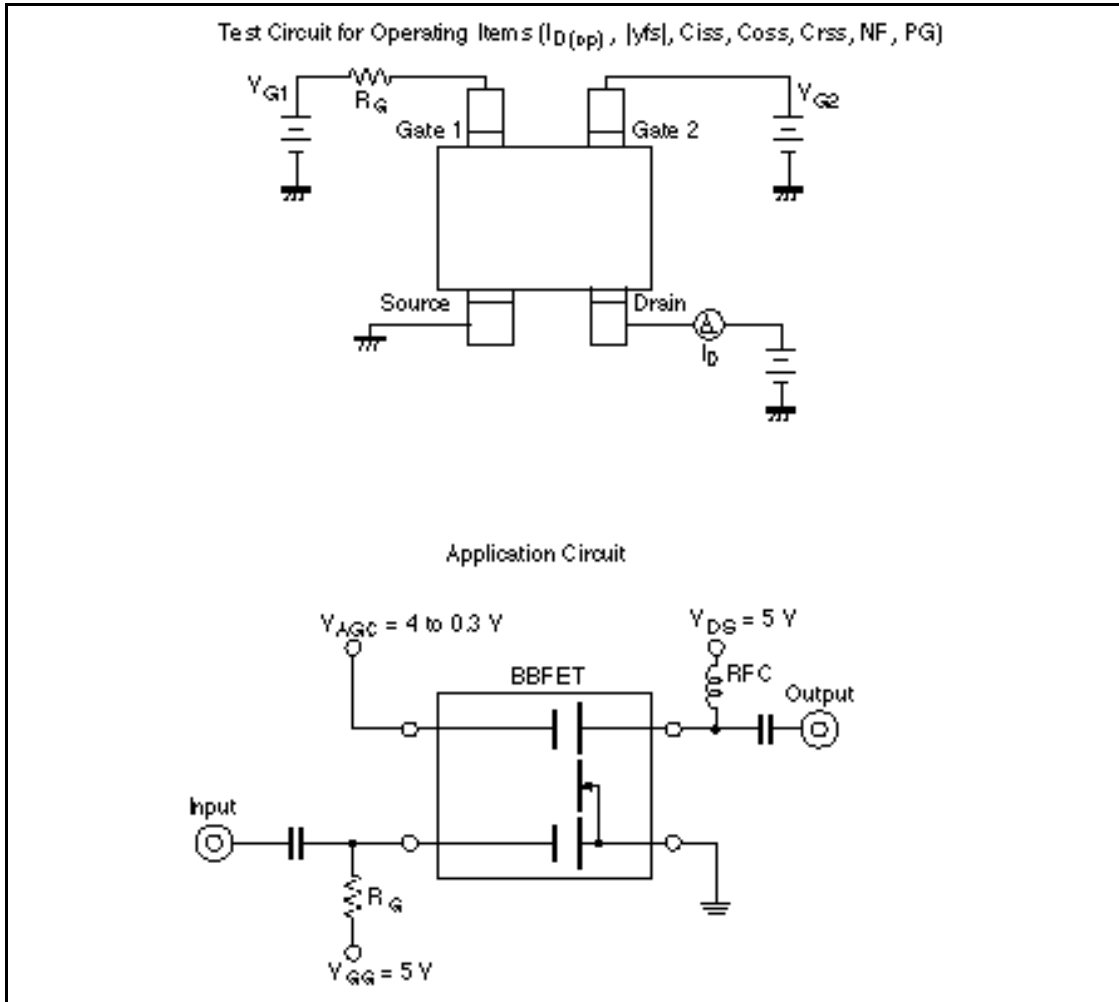 Test Circuit for Operating Items (ID(op) , |yfs|, Ciss, Coss, Crss, NF, PG)
VG1
RG
VG2
Gate 1
Gate 2
Source
Drain
A
ID
Application Circuit
VAGC = 4 to 0.3 V
VDS = 5 V
BBFET
RFC
Output
Input
RG
VGG = 5 V